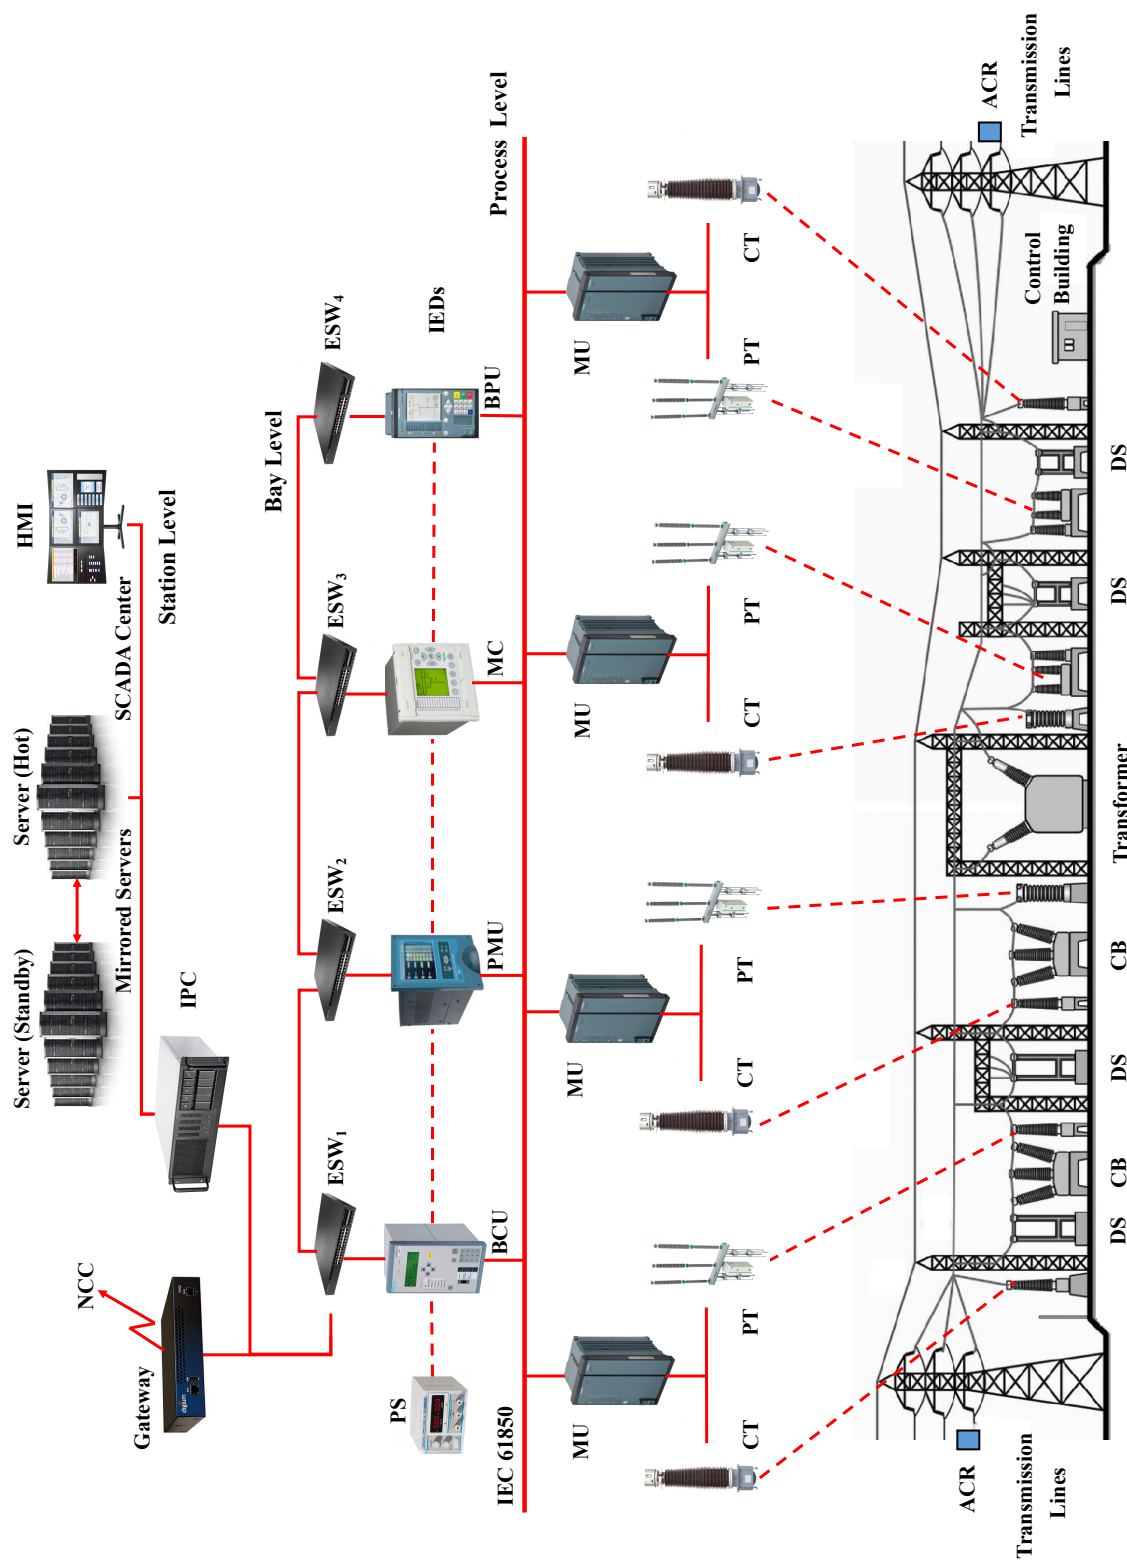 Server (Standby)
Server (Hot)
HMI
NCC
Mirrored Servers
SCADA Center
Gateway
IPC
Station Level
Bay Level
ESW1
ESW2
ESW3
ESW4
PS
IEDs
BCU
PMU
MC
BPU
IEC 61850
Process Level
MU
MU
MU
MU
CT
PT
CT
PT
CT
PT
PT
CT
ACR
ACR
Transmission
Lines
Control
Building
Transmission
Lines
DS
CB
DS
CB
Transformer
DS
DS